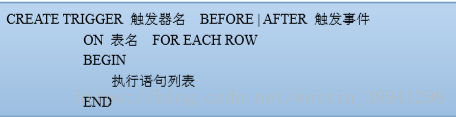 CREATE TRIGGER 触发器名 BEFORE | AFTER 触发事件
ON 表名 FOR EACH ROW
BEGIN
执行语句列表
END